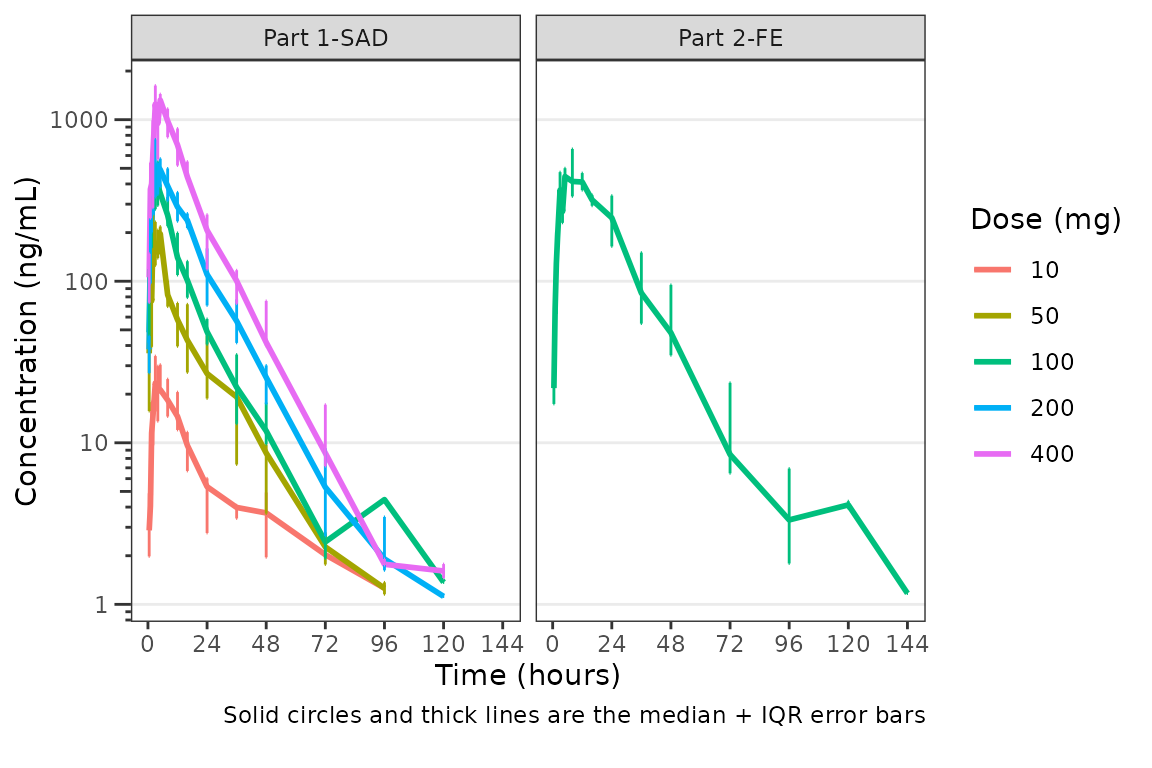 Part 1-SAD
Part 2-FE
Concentration (ng/mL)
1000
100
10
1
0 24 48 72 96 120 144
0 24 48 72 96 120 144
Time (hours)
Dose (mg)
10
50
100
200
400
Solid circles and thick lines are the median + IQR error bars